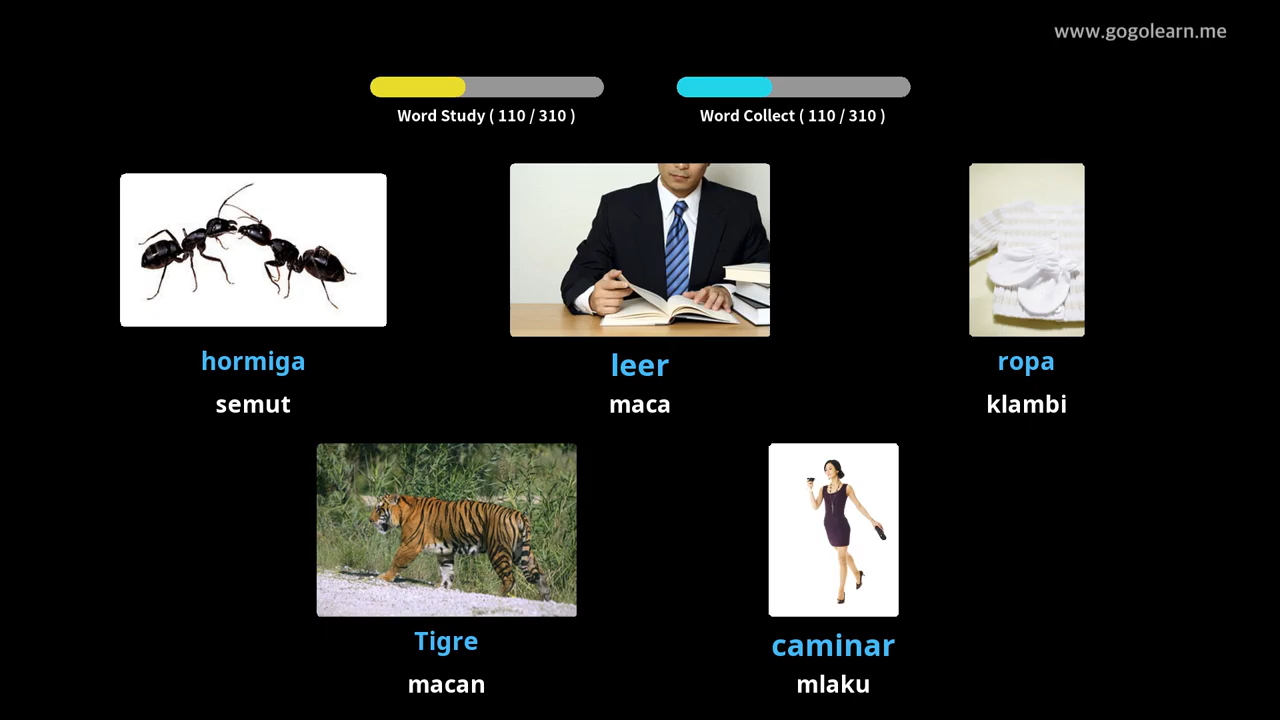 www.gogolearn.me
Word Study ( 110 / 310 )
Word Collect ( 110 / 310 )
hormiga
semut
leer
maca
ropa
klambi
Tigre
macan
caminar
mlaku